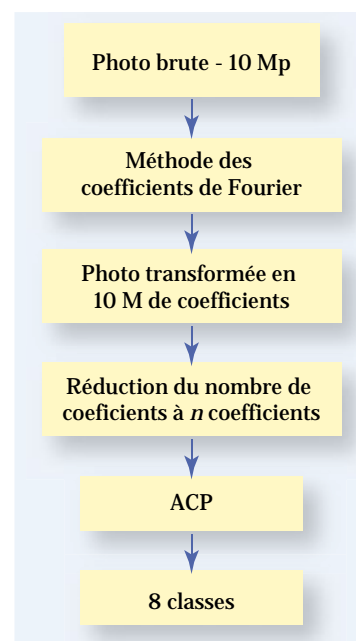 Photo brute - 10 Mp
Méthode des
coefficients de Fourier
Photo transformée en
10 M de coefficients
Réduction du nombre de
coeficients à n coefficients
ACP
8 classes